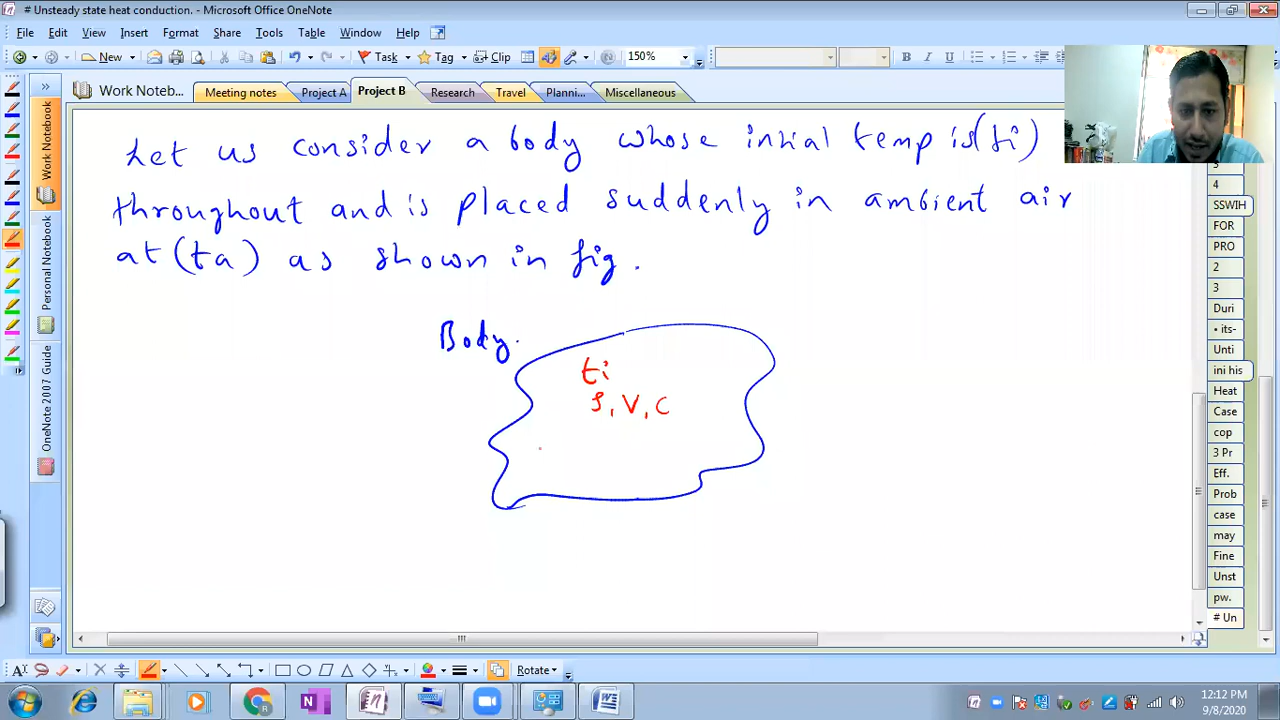 # Unsteady state heat conduction. - Microsoft Office OneNote
File Edit View Insert Format Share Tools Table Window Help
New Task Tag Clip 150% B I U
Work Noteb... Meeting notes Project A Project B Research Travel Planni... Miscellaneous
Let us consider a body whose initial temp is (ti)
throughout and is placed suddenly in ambient air
at (ta) as shown in fig.
Body.
ti
ρ, V, C
Work Notebook
Personal Notebook
OneNote 2007 Guide
3
4
SSWIH
FOR
PRO
2
3
Duri
• its-
Unti
ini his
Heat
Case
cop
3 Pr
Eff.
Prob
case
may
Fine
Unst
pw.
# Un
Rotate
12:12 PM
9/8/2020